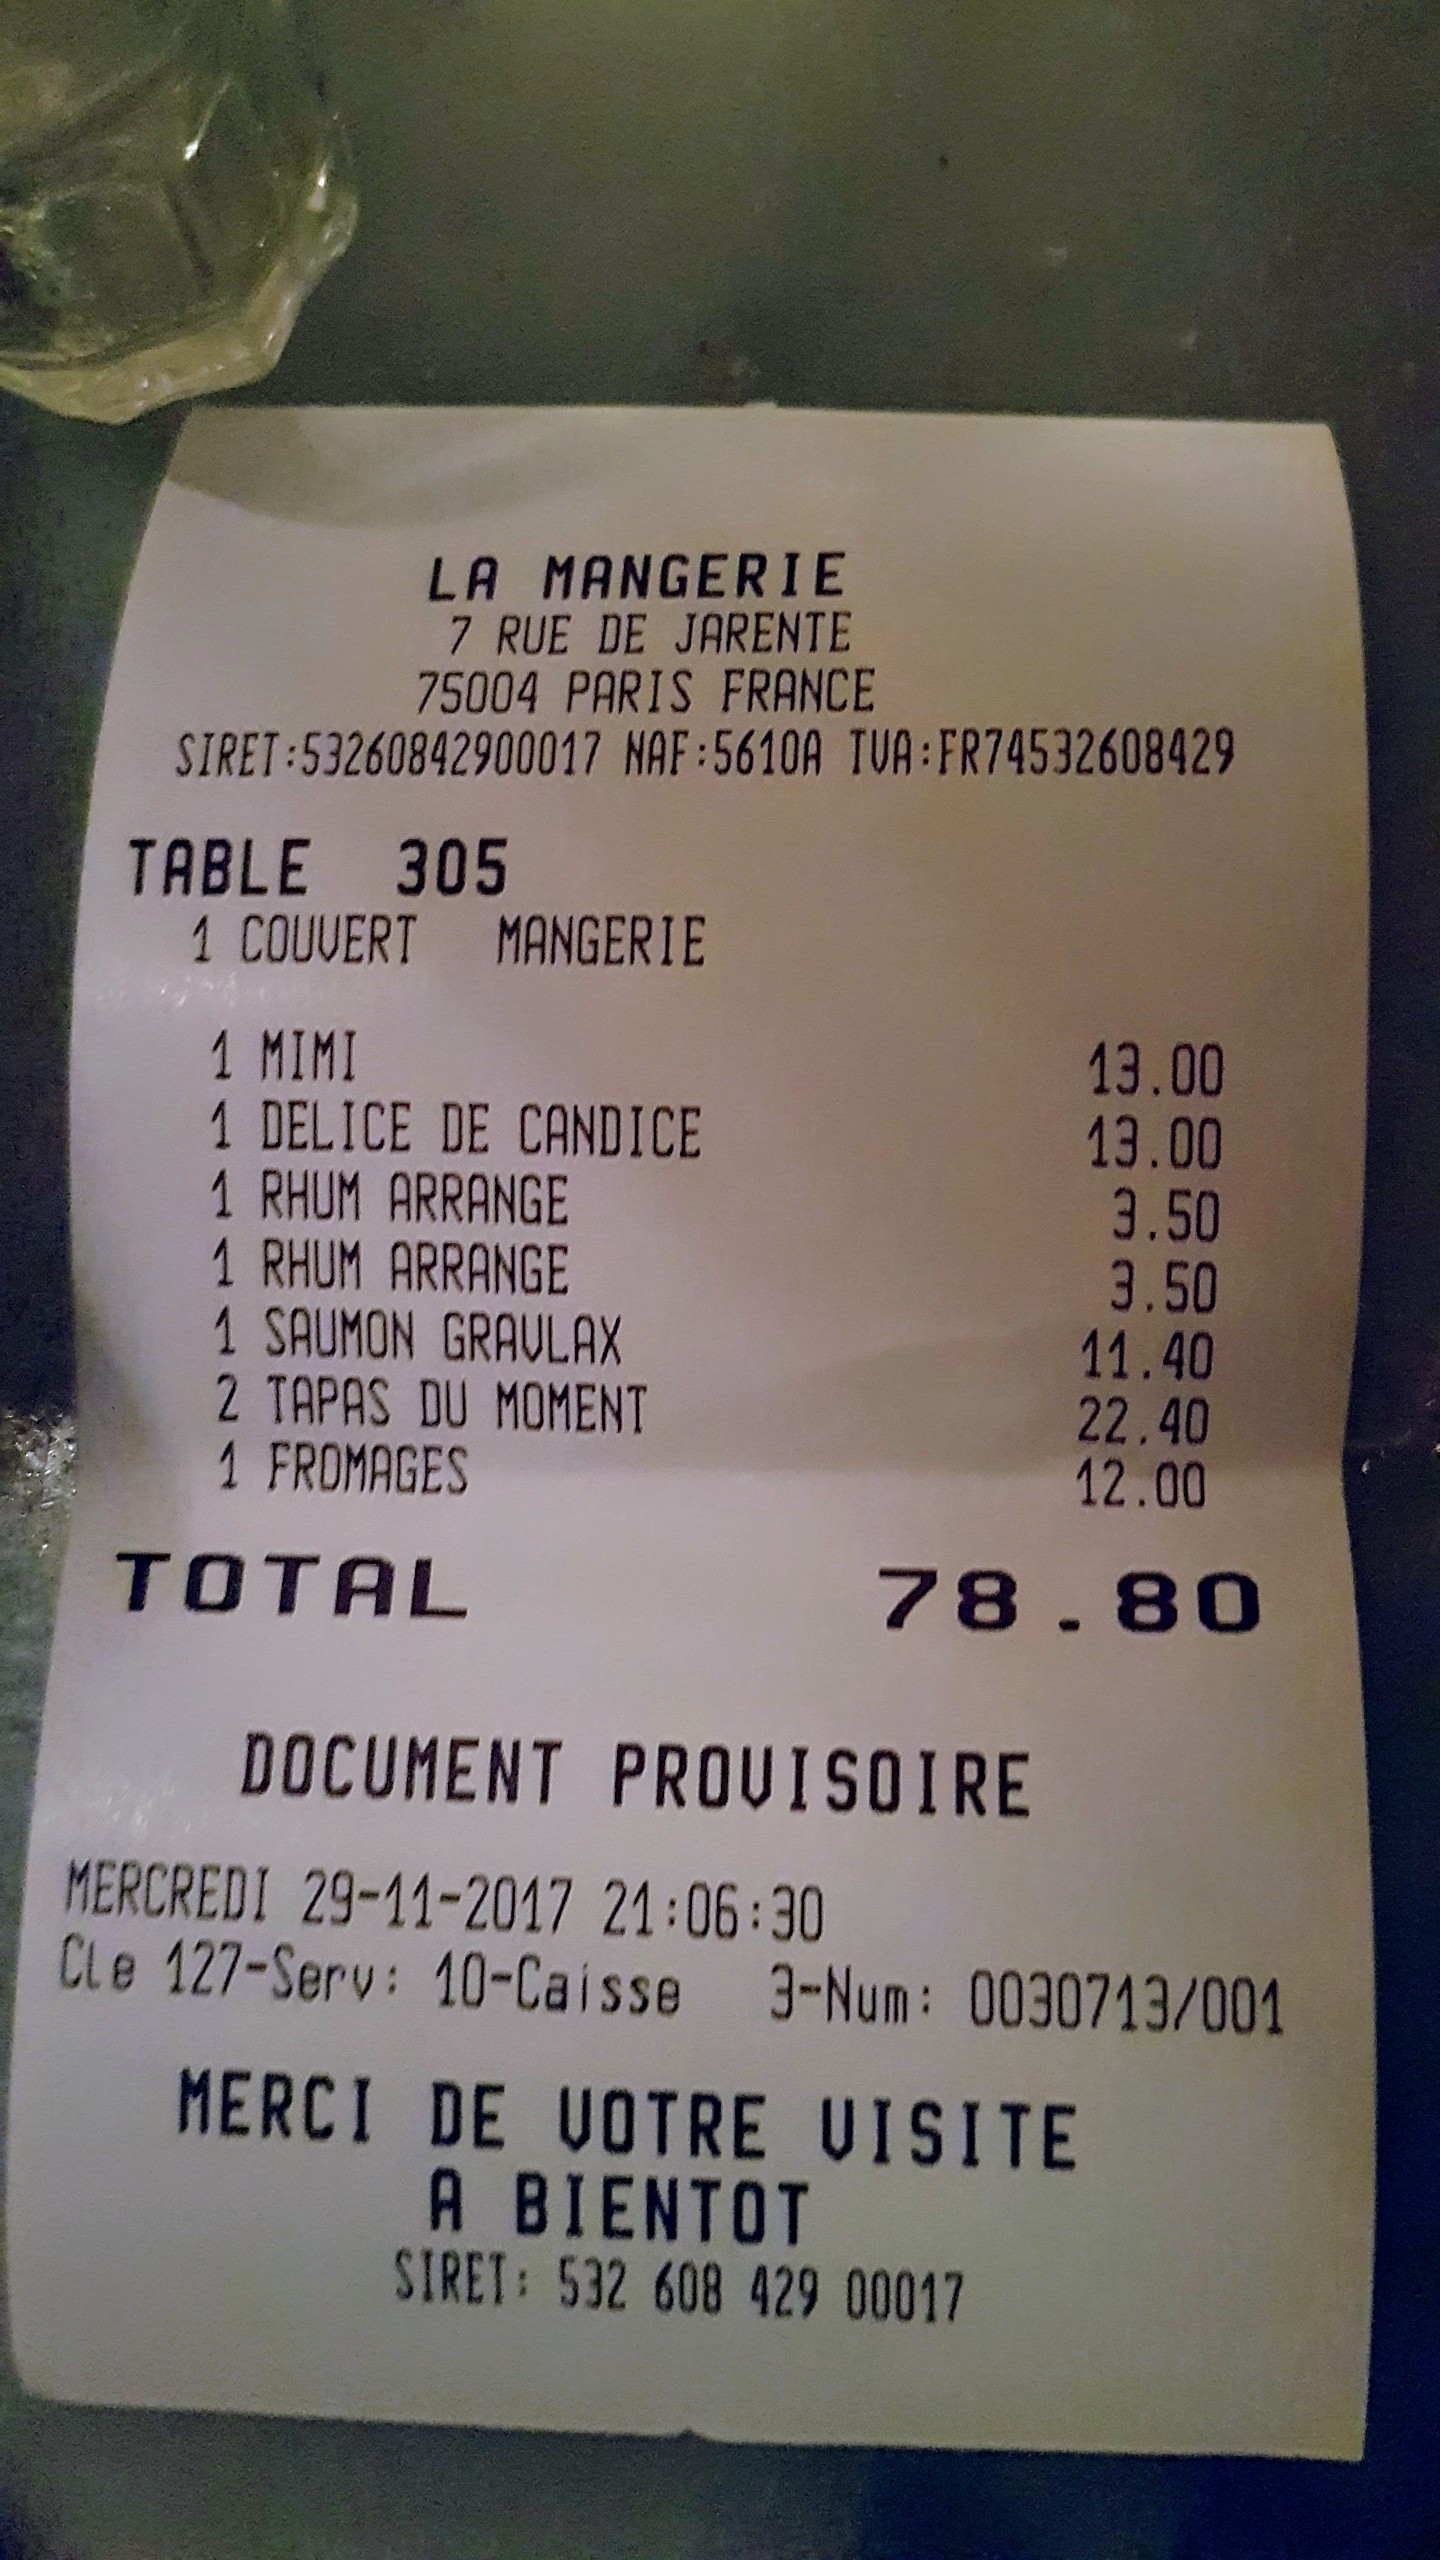 LA MANGERIE
7 RUE DE JARENTE
75004 PARIS FRANCE
SIRET:53260842900017 NAF:5610A TVA:FR74532608429
TABLE 305
1 COUVERT MANGERIE
1 MIMI 13.00
1 DELICE DE CANDICE 13.00
1 RHUM ARRANGE 3.50
1 RHUM ARRANGE 3.50
1 SAUMON GRAVLAX 11.40
2 TAPAS DU MOMENT 22.40
1 FROMAGES 12.00
TOTAL 78.80
DOCUMENT PROVISOIRE
MERCREDI 29-11-2017 21:06:30
Cle 127-Serv: 10-Caisse 3-Num: 0030713/001
MERCI DE VOTRE VISITE
A BIENTOT
SIRET: 532 608 429 00017